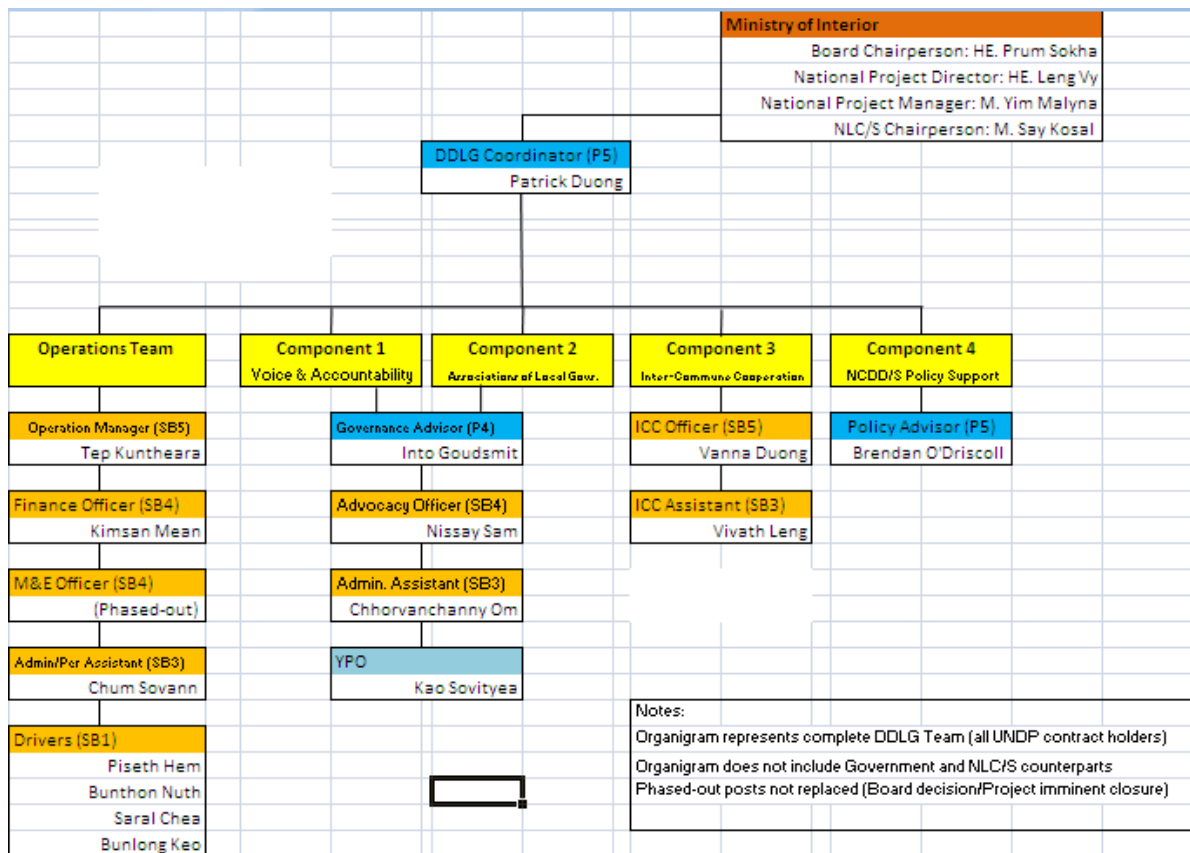 Ministry of Interior
Board Chairperson: HE. Prum Sokha
National Project Director: HE. Leng Vy
National Project Manager: M. Yim Malyna
NLC/S Chairperson: M. Say Kosal
DDLG Coordinator (P5)
Patrick Duong
Operations Team
Component 1
Voice & Accountability
Component 2
Associations of Local Gour.
Component 3
Inter-Commune Cooperation
Component 4
NCDD/S Policy Support
Operation Manager (SB5)
Tep Kuntheara
Finance Officer (SB4)
Kimsan Mean
M&E Officer (SB4)
(Phased-out)
Admin/Per Assistant (SB3)
Chum Sovann
Drivers (SB1)
Piseth Hem
Bunthon Nuth
Saral Chea
Bunlong Keo
Governance Advisor (P4)
Into Goudsmit
Advocacy Officer (SB4)
Nissay Sam
Admin. Assistant (SB3)
Chhorvanchanny Om
YPO
Kao Sovityea
ICC Officer (SB5)
Vanna Duong
ICC Assistant (SB3)
Vivath Leng
Policy Advisor (P5)
Brendan O'Driscoll
Notes:
Organigram represents complete DDLG Team (all UNDP contract holders)
Organigram does not include Government and NLC/S counterparts
Phased-out posts not replaced (Board decision/Project imminent closure)